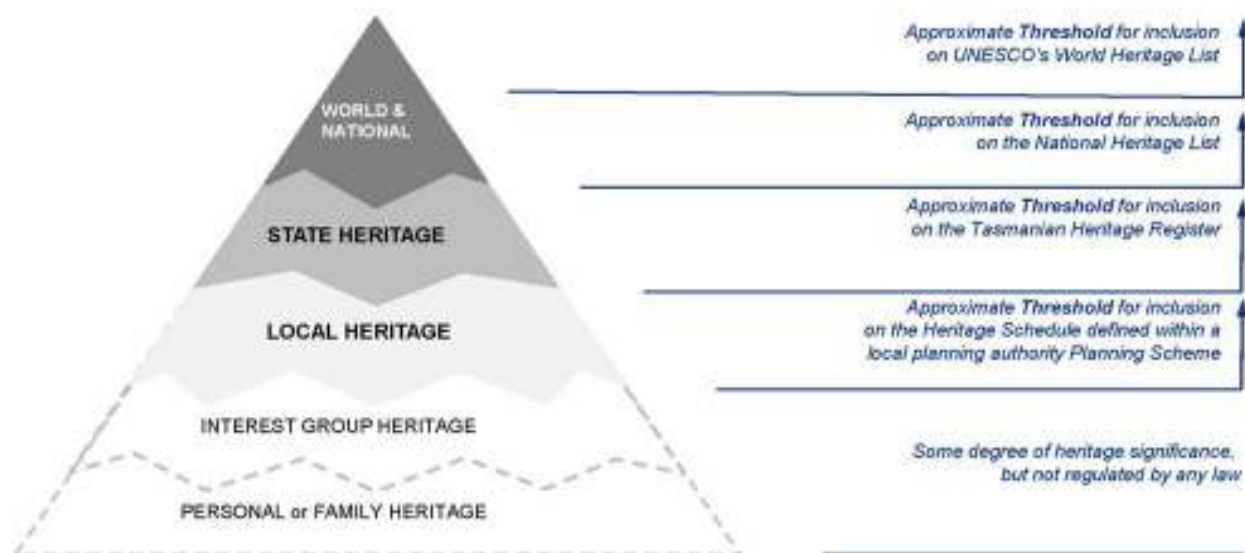 WORLD &
NATIONAL
STATE HERITAGE
LOCAL HERITAGE
INTEREST GROUP HERITAGE
PERSONAL or FAMILY HERITAGE
Approximate Threshold for inclusion
on UNESCO's World Heritage List
Approximate Threshold for inclusion
on the National Heritage List
Approximate Threshold for inclusion
on the Tasmanian Heritage Register
Approximate Threshold for inclusion
on the Heritage Schedule defined within a
local planning authority Planning Scheme
Some degree of heritage significance,
but not regulated by any law